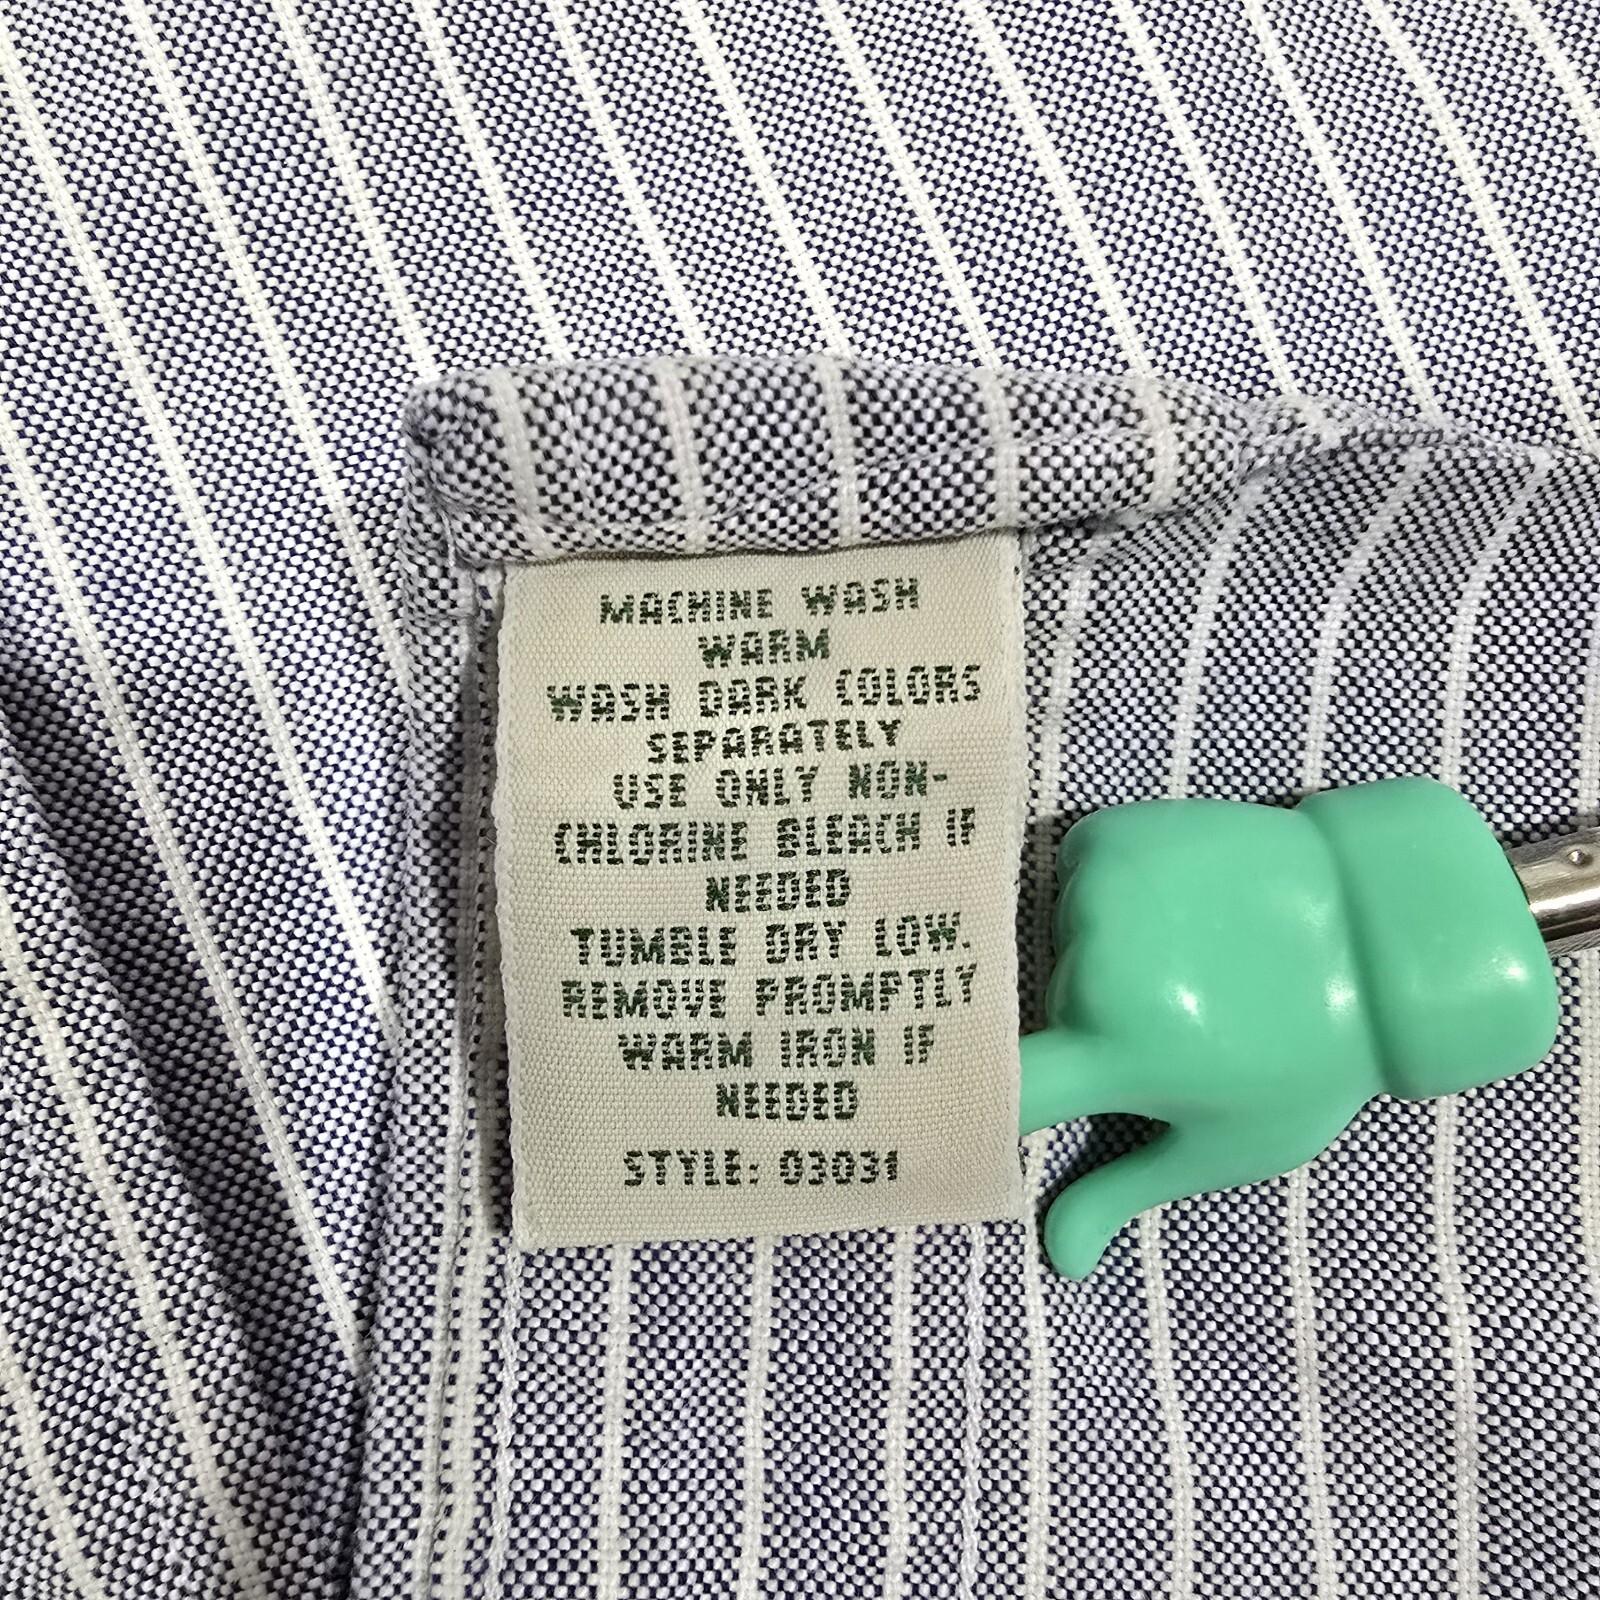 MACHINE WASH
WARM
WASH DARK COLORS
SEPARATELY
USE ONLY NON-
CHLORINE BLEACH IF
NEEDED
TUMBLE DRY LOW.
REMOVE PROMPTLY
WARM IRON IF
NEEDED
STYLE: 03031